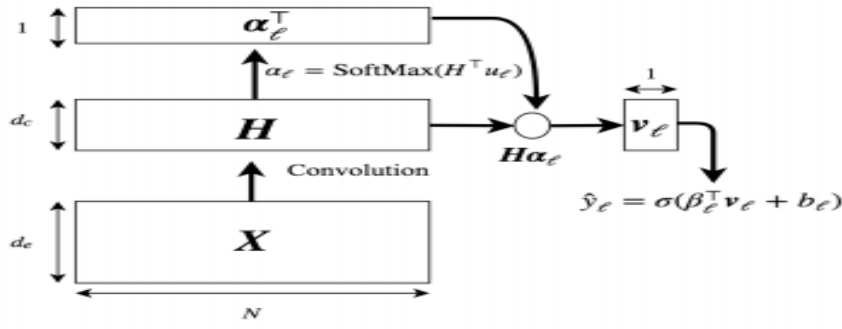 1
α_ℓ^⊤
α_ℓ = SoftMax(H^⊤u_ℓ)
1
d_c
H
v_ℓ
Hα_ℓ
Convolution
ŷ_ℓ = σ(β_ℓ^⊤v_ℓ + b_ℓ)
d_e
X
N